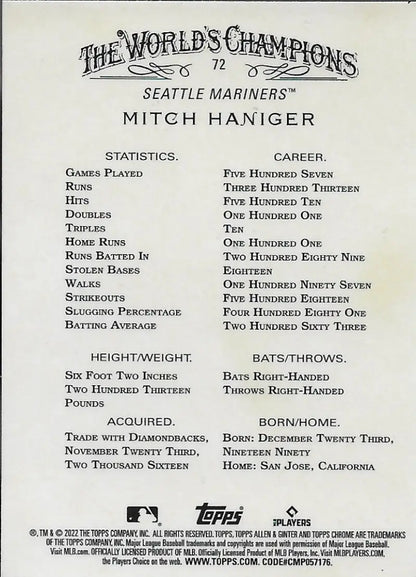 THE WORLD'S CHAMPIONS
72
SEATTLE MARINERS™
MITCH HANIGER
STATISTICS. CAREER.
GAMES PLAYED FIVE HUNDRED SEVEN
RUNS THREE HUNDRED THIRTEEN
HITS FIVE HUNDRED TEN
DOUBLES ONE HUNDRED ONE
TRIPLES TEN
HOME RUNS ONE HUNDRED ONE
RUNS BATTED IN TWO HUNDRED EIGHTY NINE
STOLEN BASES EIGHTEEN
WALKS ONE HUNDRED NINETY SEVEN
STRIKEOUTS FIVE HUNDRED EIGHTEEN
SLUGGING PERCENTAGE FOUR HUNDRED EIGHTY ONE
BATTING AVERAGE TWO HUNDRED SIXTY THREE
HEIGHT/WEIGHT. BATS/THROWS.
SIX FOOT TWO INCHES BATS RIGHT-HANDED
TWO HUNDRED THIRTEEN THROWS RIGHT-HANDED
POUNDS
ACQUIRED. BORN/HOME.
TRADE WITH DIAMONDBACKS, BORN: DECEMBER TWENTY THIRD,
NOVEMBER TWENTY THIRD, NINETEEN NINETY
TWO THOUSAND SIXTEEN HOME: SAN JOSE, CALIFORNIA
topps PLAYERS
®, TM & © 2022 THE TOPPS COMPANY, INC. ALL RIGHTS RESERVED. TOPPS, TOPPS ALLEN & GINTER AND TOPPS CHROME ARE TRADEMARKS
OF THE TOPPS COMPANY, INC. Major League Baseball trademarks and copyrights are used with permission of Major League Baseball.
Visit MLB.com. OFFICIALLY LICENSED PRODUCT OF MLB. Officially Licensed Product of MLB Players, Inc. Visit MLBPLAYERS.COM,
the Players Choice on the web. WWW.TOPPS.COM. CODE#CMP057176.